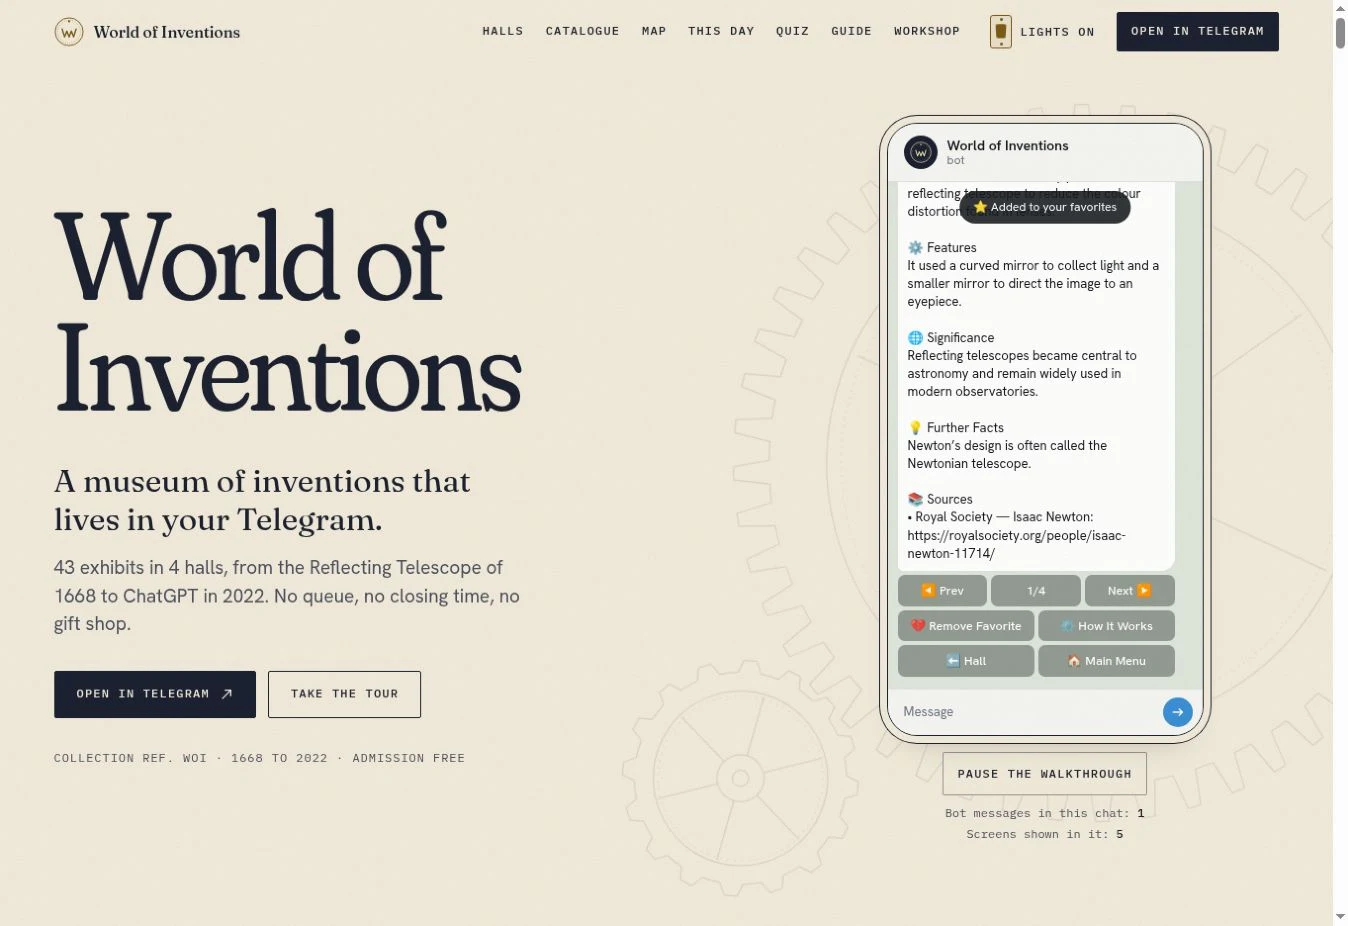 World of Inventions
HALLS CATALOGUE MAP THIS DAY QUIZ GUIDE WORKSHOP LIGHTS ON OPEN IN TELEGRAM
World of
Inventions
A museum of inventions that
lives in your Telegram.
43 exhibits in 4 halls, from the Reflecting Telescope of
1668 to ChatGPT in 2022. No queue, no closing time, no
gift shop.
OPEN IN TELEGRAM ↗ TAKE THE TOUR
COLLECTION REF. WOI · 1668 TO 2022 · ADMISSION FREE
World of Inventions
bot
reflecting telescope to reduce the colour
⭐ Added to your favorites
distortion
⚙️ Features
It used a curved mirror to collect light and a
smaller mirror to direct the image to an
eyepiece.
🌐 Significance
Reflecting telescopes became central to
astronomy and remain widely used in
modern observatories.
💡 Further Facts
Newton’s design is often called the
Newtonian telescope.
📚 Sources
• Royal Society — Isaac Newton:
https://royalsociety.org/people/isaac-
newton-11714/
◀️ Prev 1/4 Next ▶️
💔 Remove Favorite ⚙️ How It Works
⬅️ Hall 🏠 Main Menu
Message
PAUSE THE WALKTHROUGH
Bot messages in this chat: 1
Screens shown in it: 5